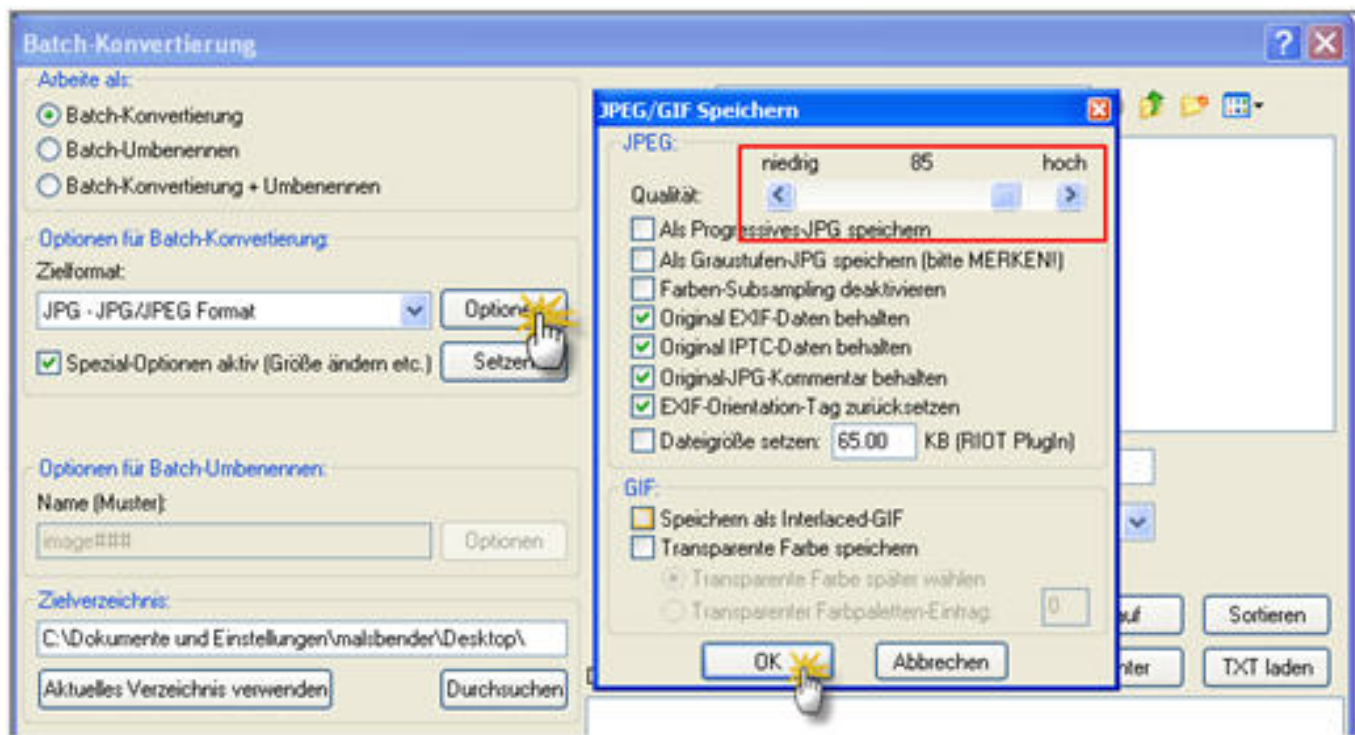 Batch-Konvertierung
Arbeite als:
Batch-Konvertierung
Batch-Umbenennen
Batch-Konvertierung + Umbenennen
Optionen für Batch-Konvertierung:
Zielformat:
JPG - JPG/JPEG Format
Spezial-Optionen aktiv (Größe ändern etc.)
Setzen
Optionen für Batch-Umbenennen:
Name (Muster):
image###
Optionen
Zielverzeichnis:
C:\Dokumente und Einstellungen\malsbender\Desktop\
Aktuelles Verzeichnis verwenden
Durchsuchen
JPEG/GIF Speichern
JPEG:
niedrig 85 hoch
Qualität:
Als Progressives-JPG speichern
Als Graustufen-JPG speichern (bitte MERKEN!)
Farben-Subsampling deaktivieren
Original EXIF-Daten behalten
Original IPTC-Daten behalten
Original-JPG-Kommentar behalten
EXIF-Orientation-Tag zurücksetzen
Dateigröße setzen: 65.00 KB (RIOT PlugIn)
GIF:
Speichern als Interlaced-GIF
Transparente Farbe speichern
Transparente Farbe später wählen
Transparenter Farbpaletten-Eintrag: 0
OK
Abbrechen
Sortieren
TXT laden